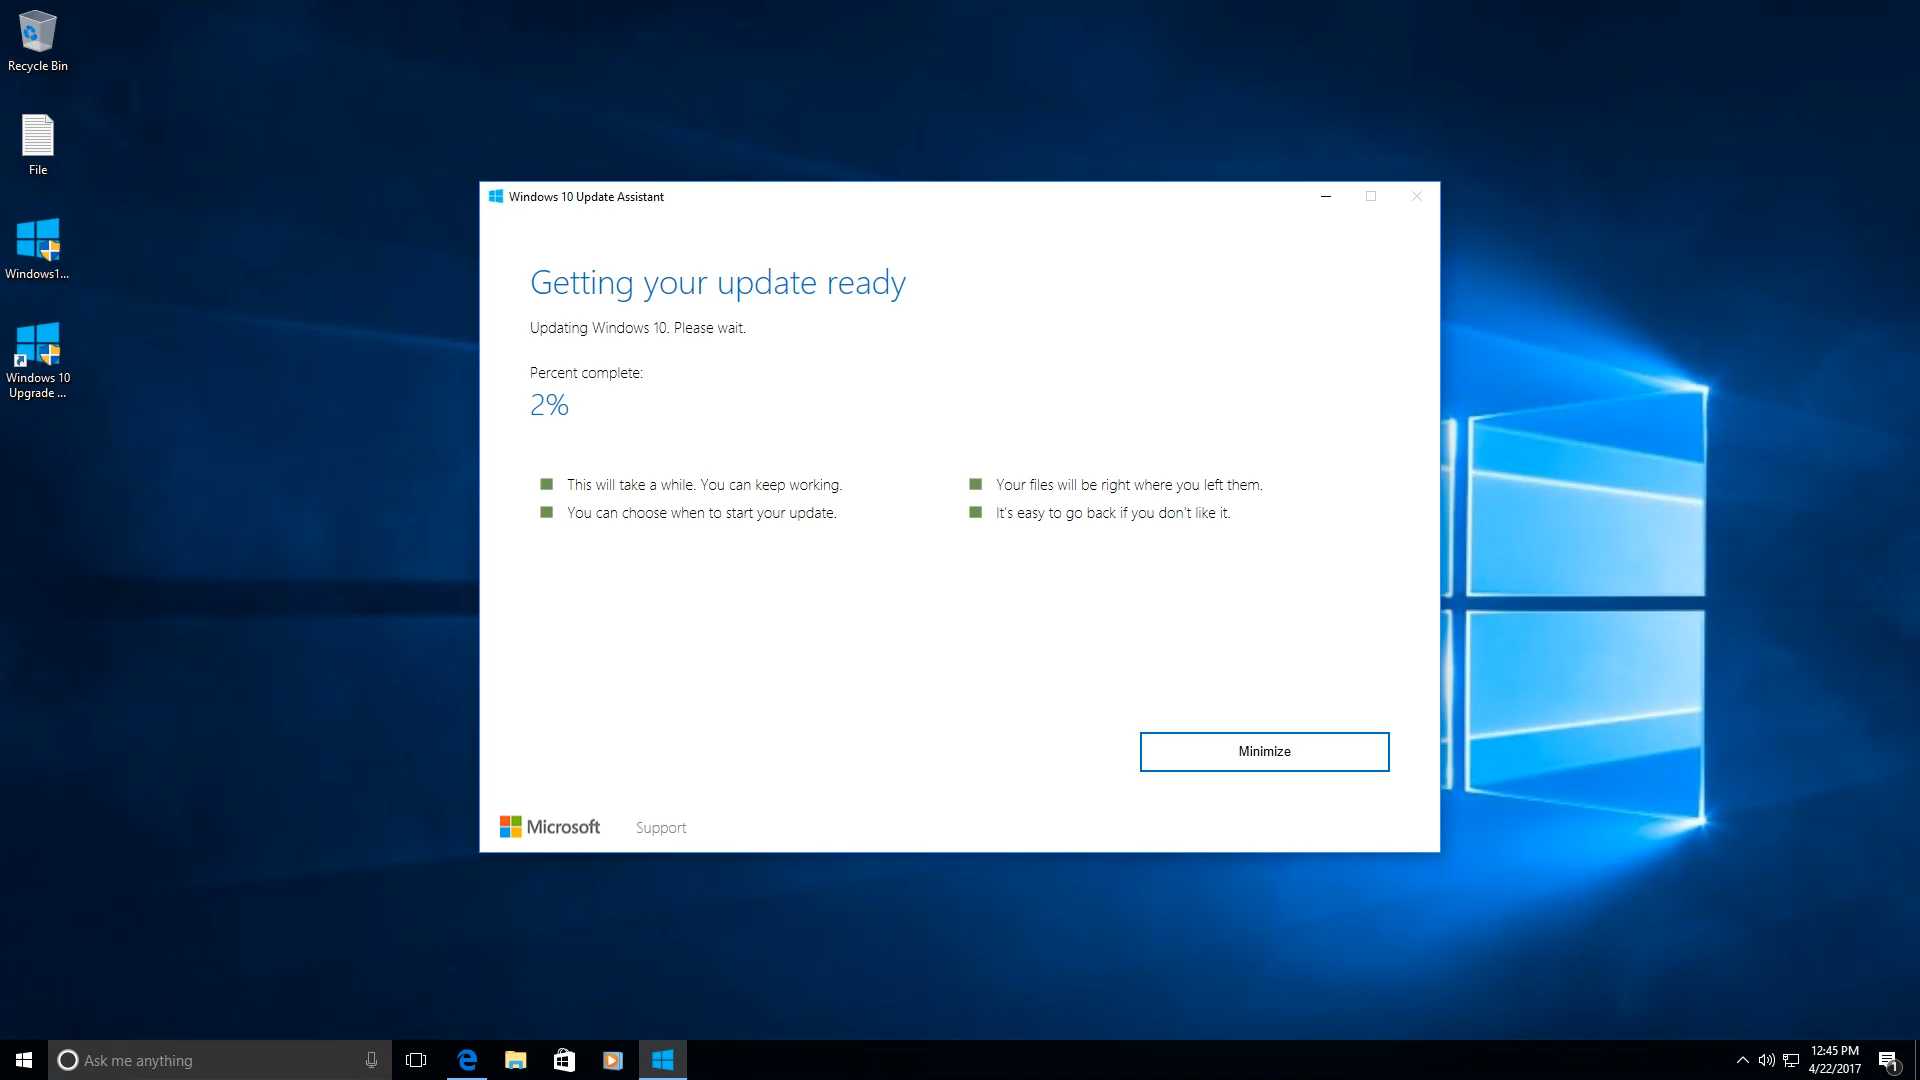 Recycle Bin
File
Windows1...
Windows 10
Upgrade ...
Windows 10 Update Assistant
Getting your update ready
Updating Windows 10. Please wait.
Percent complete:
2%
This will take a while. You can keep working.
You can choose when to start your update.
Your files will be right where you left them.
It's easy to go back if you don't like it.
Minimize
Microsoft
Support
Ask me anything
12:45 PM
4/22/2017
1